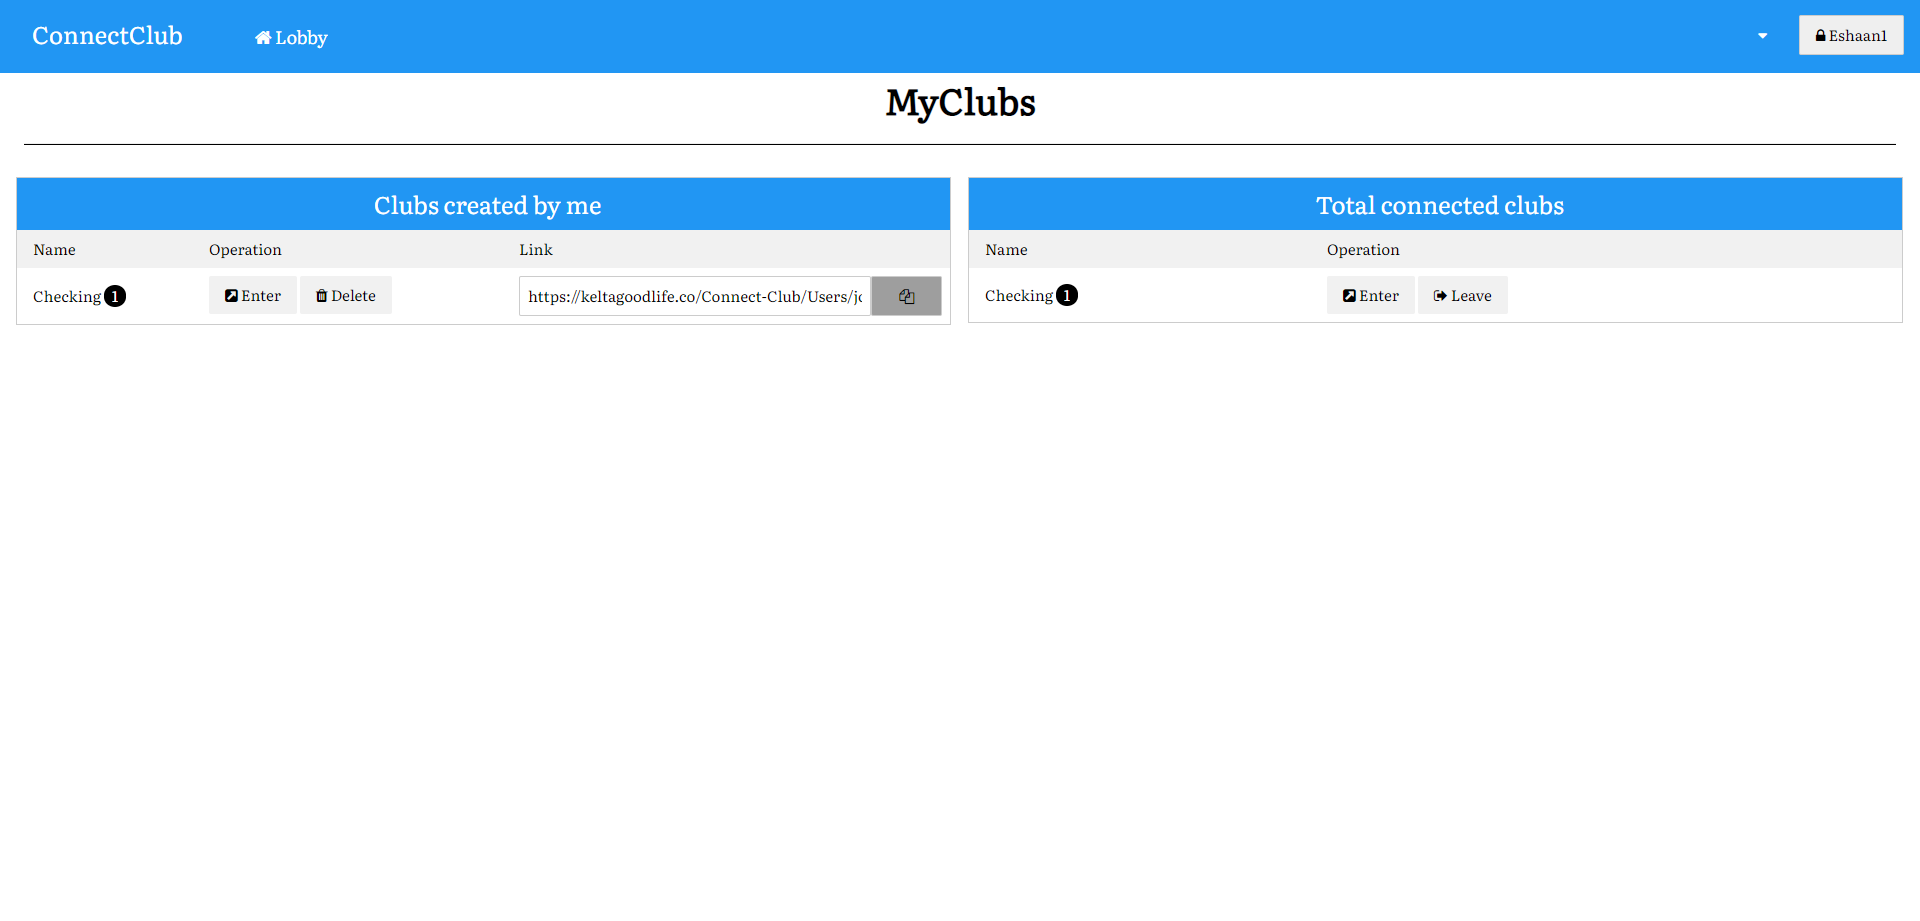 ConnectClub
Lobby
Eshaan1
MyClubs
Clubs created by me
Name Operation Link
Checking 1 Enter Delete https://keltagoodlife.co/Connect-Club/Users/jo
Total connected clubs
Name Operation
Checking 1 Enter Leave